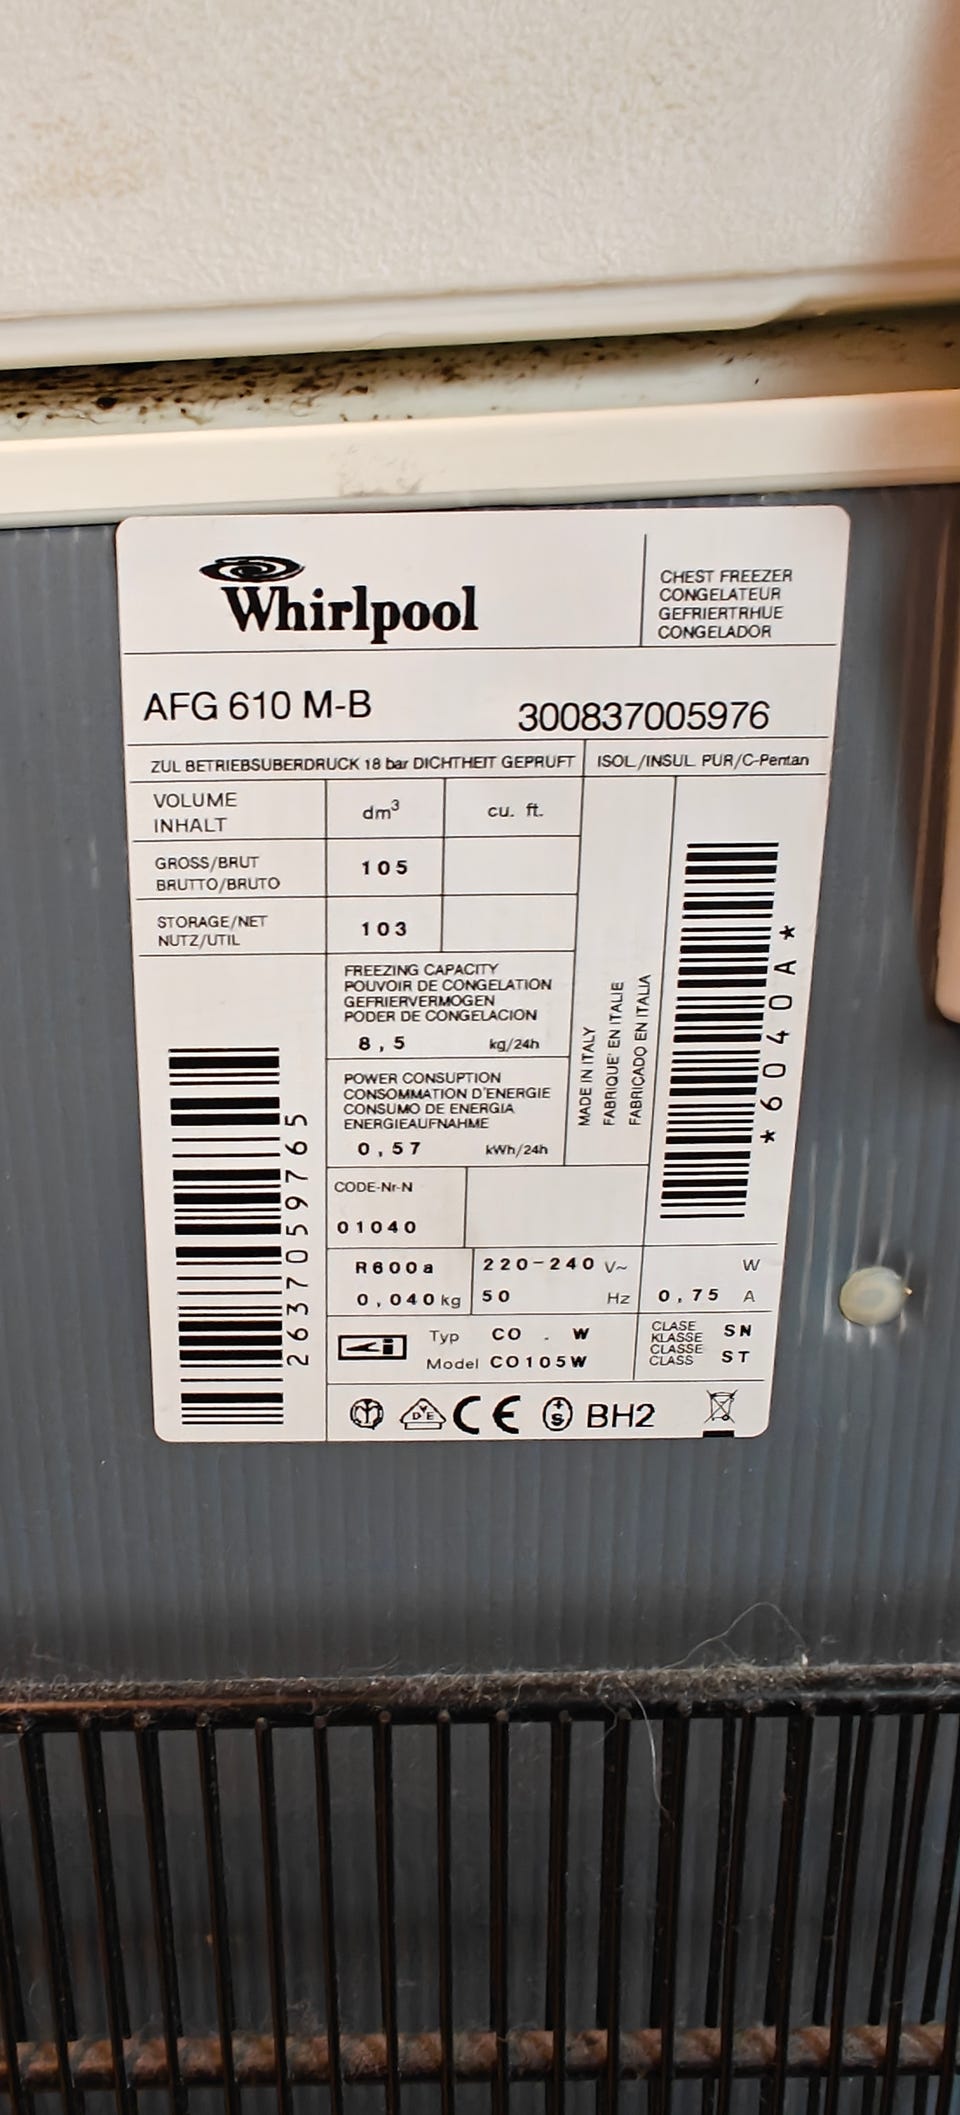 Whirlpool
CHEST FREEZER
CONGELATEUR
GEFRIERTRHUE
CONGELADOR
AFG 610 M-B
300837005976
ZUL BETRIEBSUBERDRUCK 18 bar DICHTHEIT GEPRUFT
ISOL./INSUL. PUR/C-Pentan
VOLUME
INHALT
dm³
cu. ft.
GROSS/BRUT
BRUTTO/BRUTO
105
STORAGE/NET
NUTZ/UTIL
103
FREEZING CAPACITY
POUVOIR DE CONGELATION
GEFRIERVERMOGEN
PODER DE CONGELACION
8,5 kg/24h
POWER CONSUPTION
CONSOMMATION D'ENERGIE
CONSUMO DE ENERGIA
ENERGIEAUFNAHME
0,57 kWh/24h
MADE IN ITALY
FABRIQUE' EN ITALIE
FABRICADO EN ITALIA
*6040A*
2637059765
CODE-Nr-N
01040
R600a
0,040 kg
220-240 V~
50 Hz
W
0,75 A
Typ CO . W
Model CO105W
CLASE
KLASSE
CLASSE
CLASS
SN
ST
DVE
CE
+S
BH2